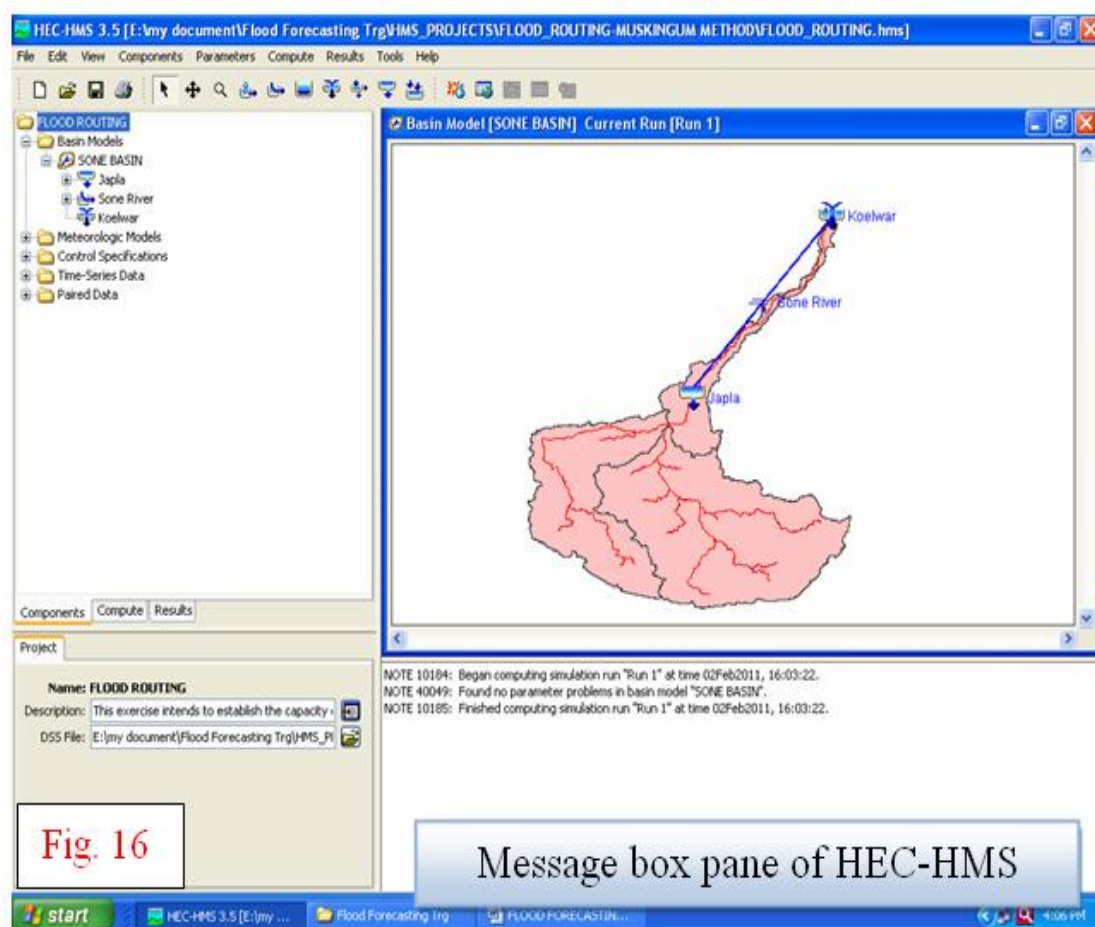 HEC-HMS 3.5 [E:\my document\Flood Forecasting Trg\HMS_PROJECTS\FLOOD_ROUTING-MUSKINGUM METHOD\FLOOD_ROUTING.hms]
File Edit View Components Parameters Compute Results Tools Help
FLOOD ROUTING
Basin Models
SONE BASIN
Japla
Sone River
Koelwar
Meteorologic Models
Control Specifications
Time-Series Data
Paired Data
Components Compute Results
Basin Model [SONE BASIN] Current Run [Run 1]
Koelwar
Sone River
Japla
Project
Name: FLOOD ROUTING
Description: This exercise intends to establish the capacity
DSS File: E:\my document\Flood Forecasting Trg\HMS_P
NOTE 10184: Began computing simulation run "Run 1" at time 02Feb2011, 16:03:22.
NOTE 40049: Found no parameter problems in basin model "SONE BASIN".
NOTE 10185: Finished computing simulation run "Run 1" at time 02Feb2011, 16:03:22.
Fig. 16
Message box pane of HEC-HMS
start HEC-HMS 3.5 [E:\my ... Flood Forecasting Trg FLOOD FORECASTIN... 4:06 PM